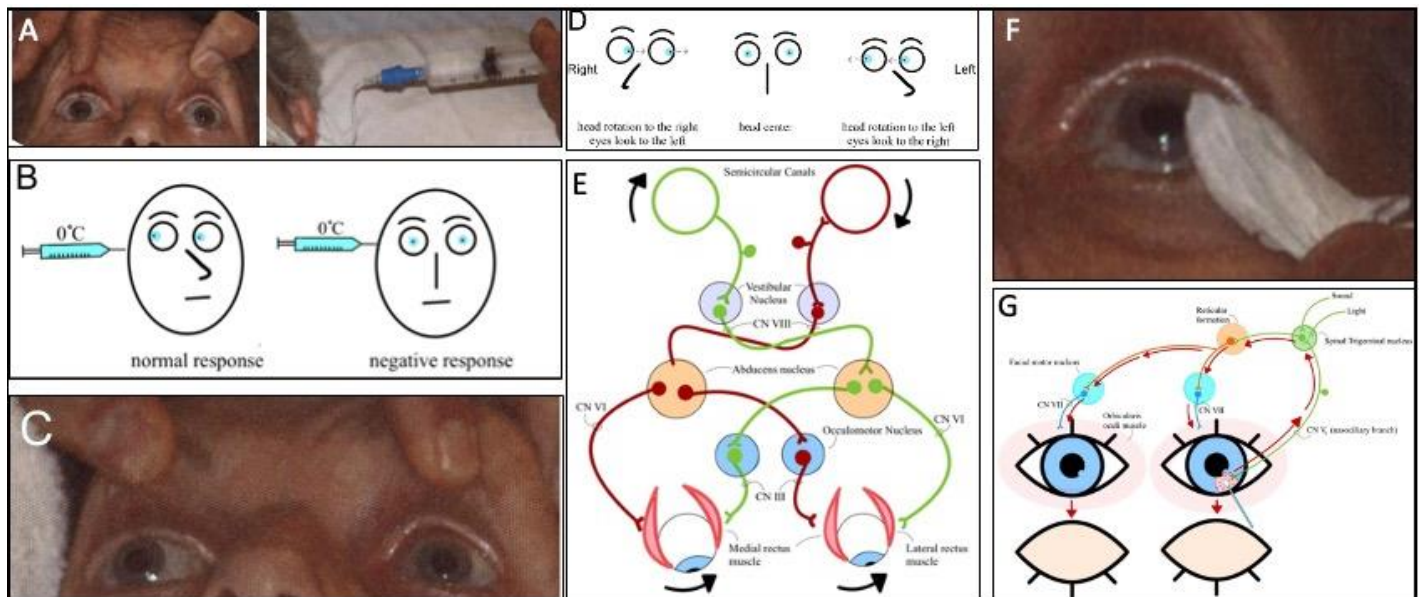 A
B
0°C
0°C
normal response
negative response
C
D
Right
Left
head rotation to the right
eyes look to the left
head center
head rotation to the left
eyes look to the right
E
Semicircular Canals
Vestibular
Nucleus
CN VIII
Abducens nucleus
CN VI
CN VI
Occulomotor Nucleus
CN III
Medial rectus
muscle
Lateral rectus
muscle
F
G
Sound
Light
Reticular
formation
Spinal Trigeminal nucleus
Facial motor nucleus
CN VII
CN VII
Orbicularis
oculi muscle
CN V, (nasociliary branch)